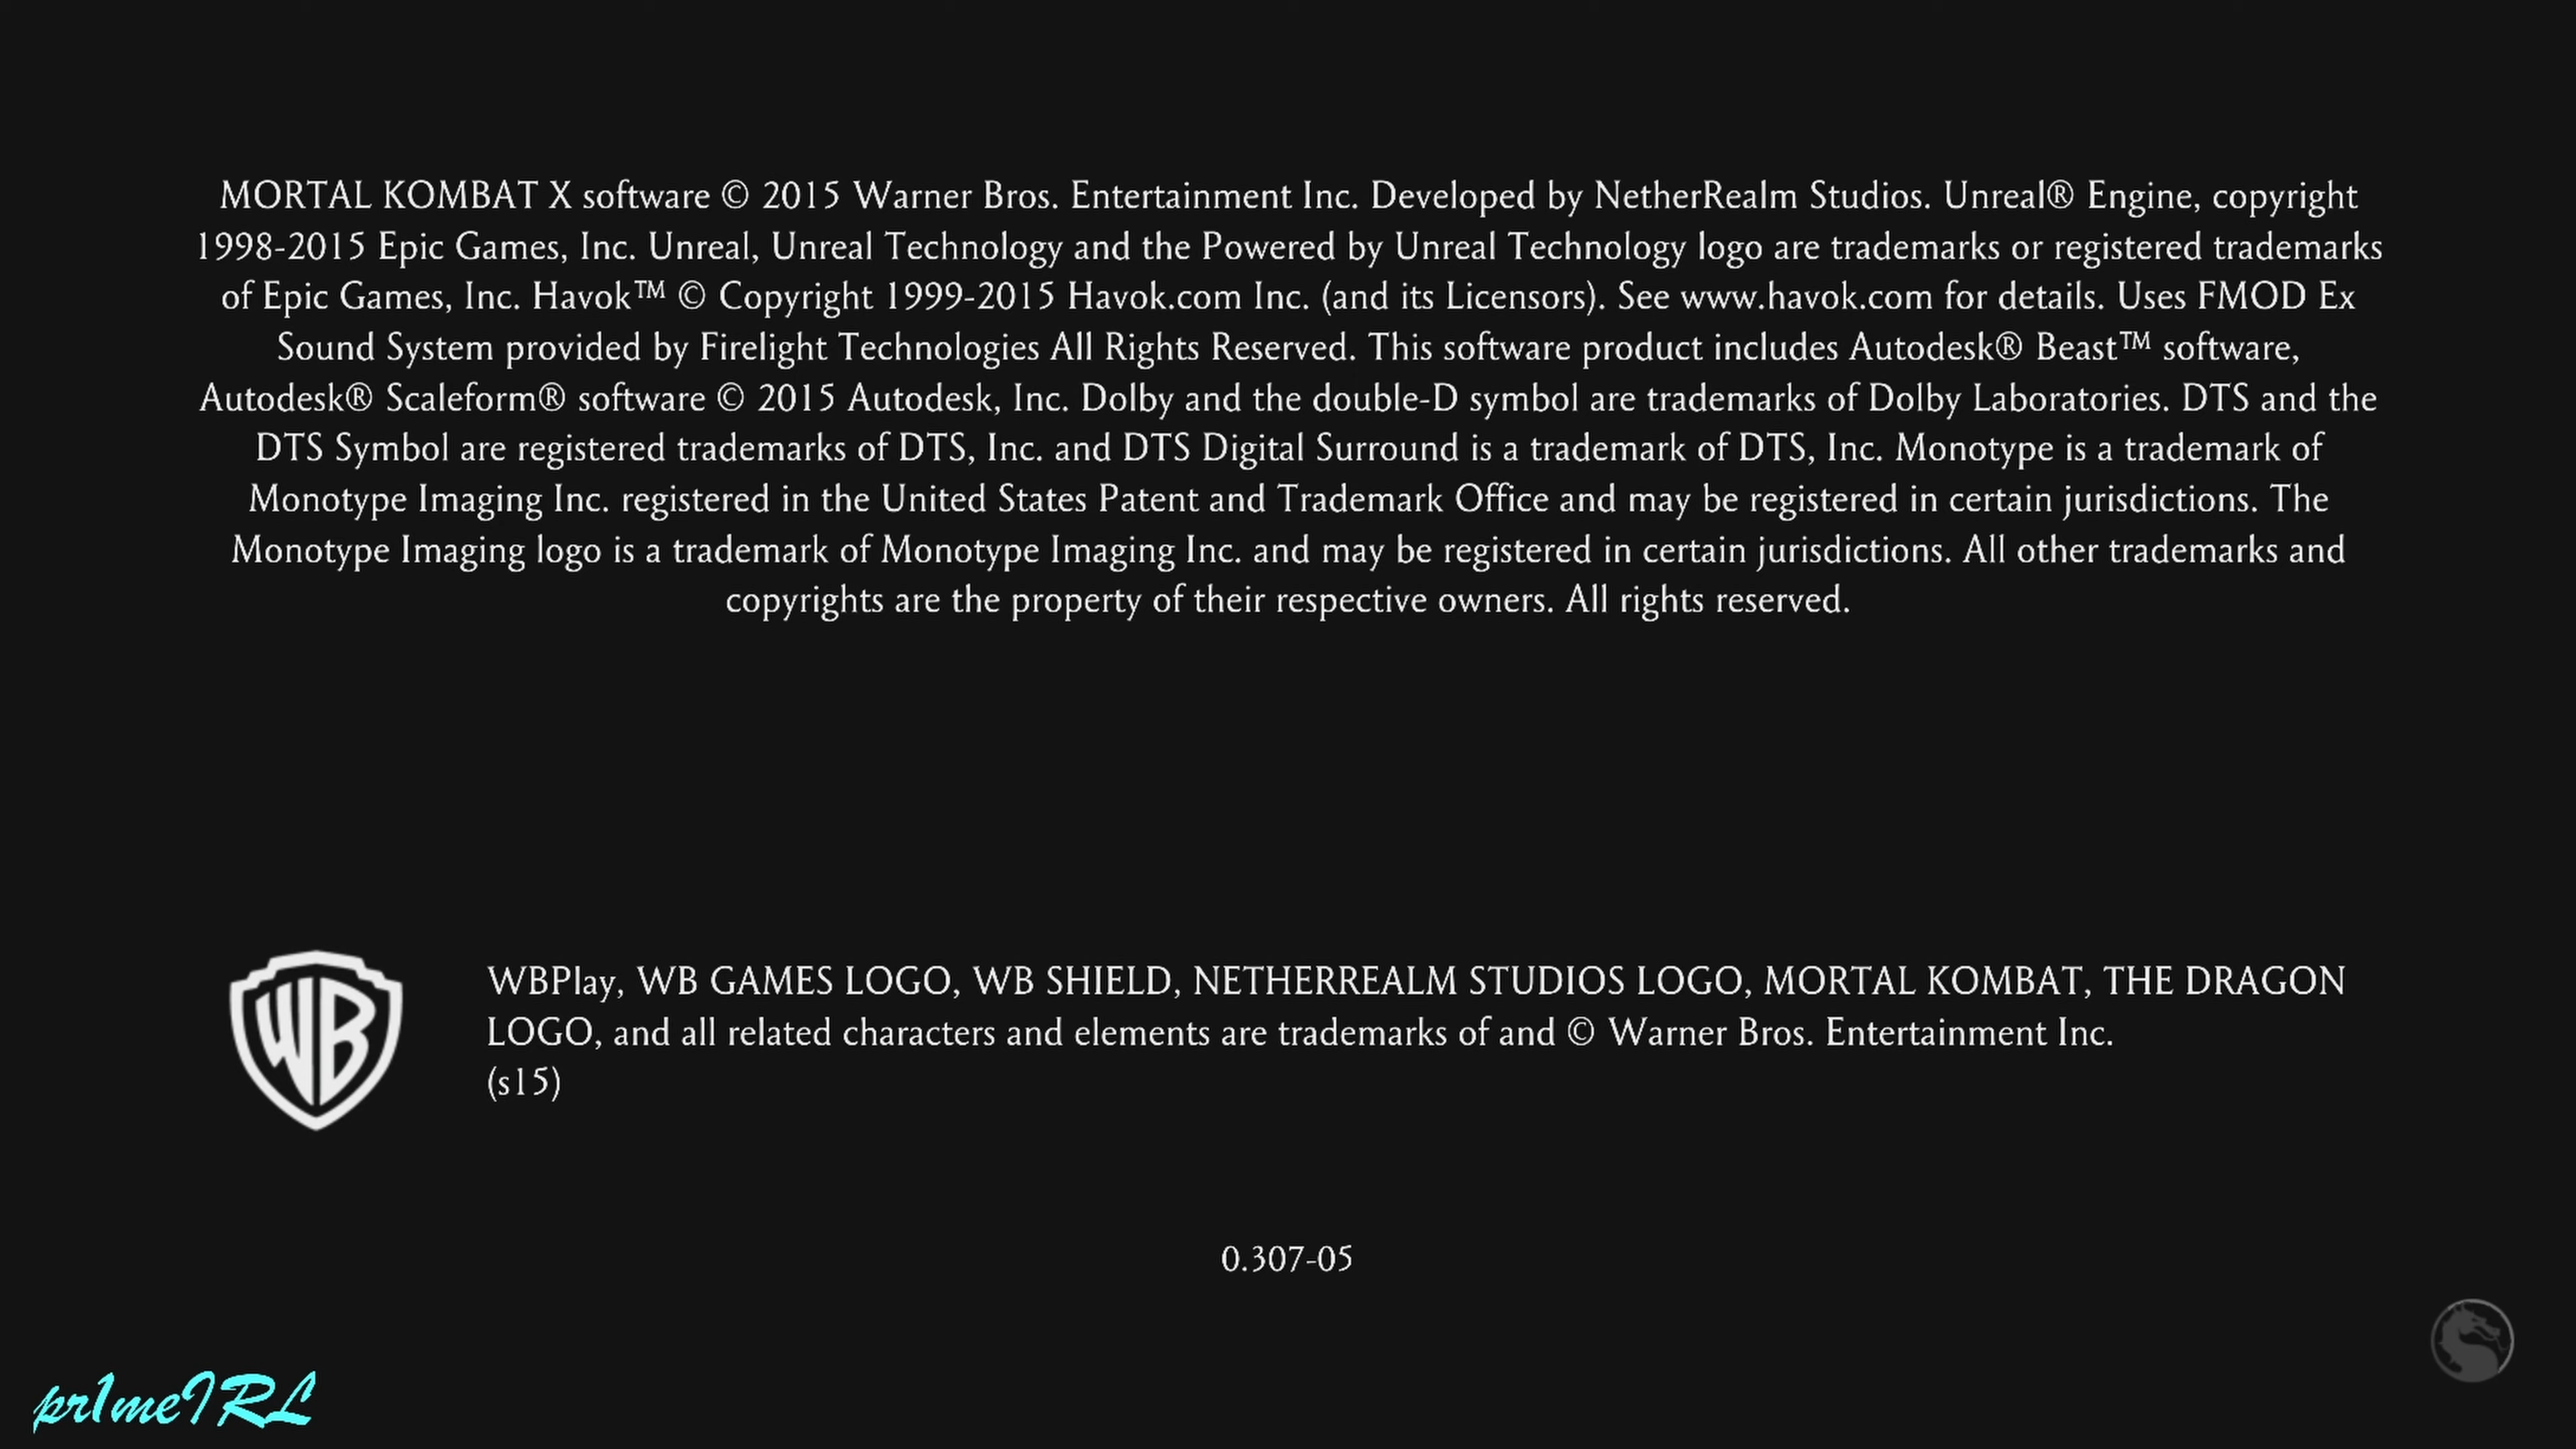 MORTAL KOMBAT X software © 2015 Warner Bros. Entertainment Inc. Developed by NetherRealm Studios. Unreal® Engine, copyright
1998-2015 Epic Games, Inc. Unreal, Unreal Technology and the Powered by Unreal Technology logo are trademarks or registered trademarks
of Epic Games, Inc. Havok™ © Copyright 1999-2015 Havok.com Inc. (and its Licensors). See www.havok.com for details. Uses FMOD Ex
Sound System provided by Firelight Technologies All Rights Reserved. This software product includes Autodesk® Beast™ software,
Autodesk® Scaleform® software © 2015 Autodesk, Inc. Dolby and the double-D symbol are trademarks of Dolby Laboratories. DTS and the
DTS Symbol are registered trademarks of DTS, Inc. and DTS Digital Surround is a trademark of DTS, Inc. Monotype is a trademark of
Monotype Imaging Inc. registered in the United States Patent and Trademark Office and may be registered in certain jurisdictions. The
Monotype Imaging logo is a trademark of Monotype Imaging Inc. and may be registered in certain jurisdictions. All other trademarks and
copyrights are the property of their respective owners. All rights reserved.
WB
WBPlay, WB GAMES LOGO, WB SHIELD, NETHERREALM STUDIOS LOGO, MORTAL KOMBAT, THE DRAGON
LOGO, and all related characters and elements are trademarks of and © Warner Bros. Entertainment Inc.
(s15)
0.307-05
pr1meIRL